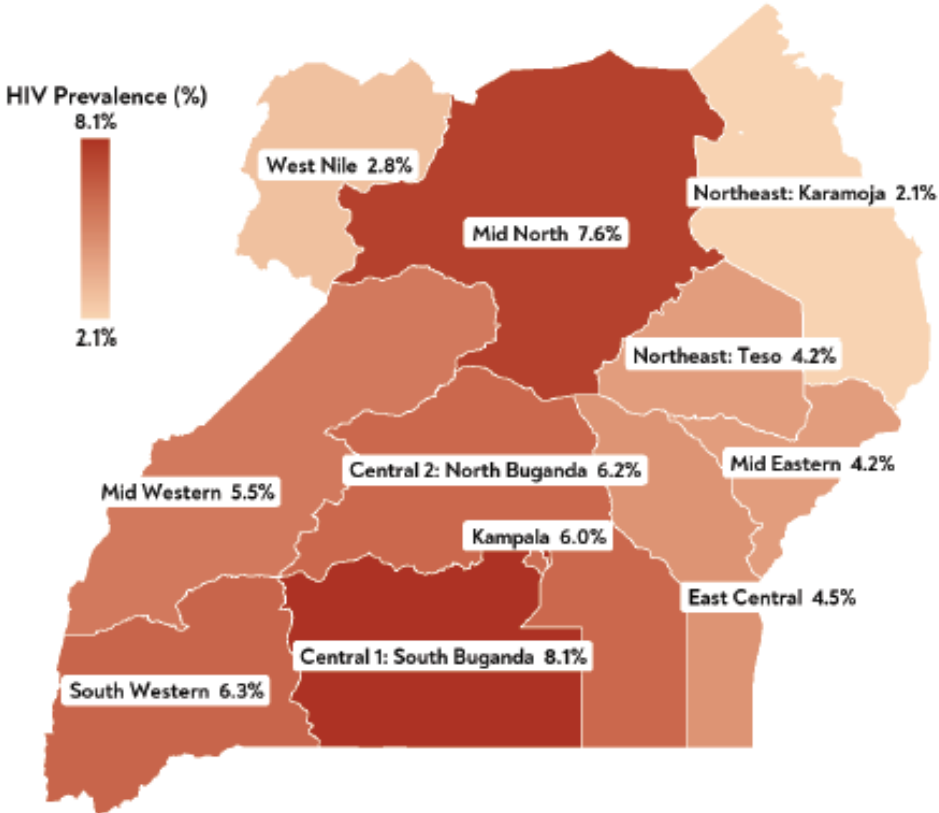 HIV Prevalence (%)
8.1%
2.1%
West Nile 2.8%
Northeast: Karamoja 2.1%
Mid North 7.6%
Northeast: Teso 4.2%
Mid Eastern 4.2%
Central 2: North Buganda 6.2%
Mid Western 5.5%
Kampala 6.0%
East Central 4.5%
Central 1: South Buganda 8.1%
South Western 6.3%